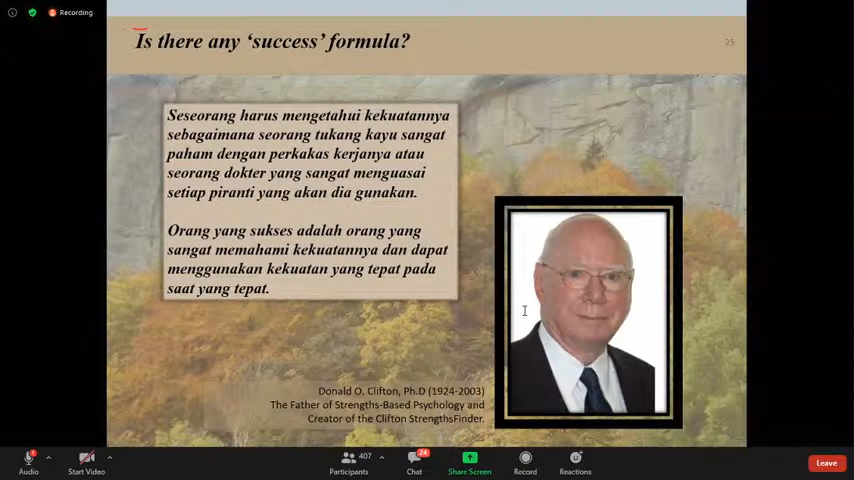 Recording
Is there any ‘success’ formula?
25
Seseorang harus mengetahui kekuatannya
sebagaimana seorang tukang kayu sangat
paham dengan perkakas kerjanya atau
seorang dokter yang sangat menguasai
setiap piranti yang akan dia gunakan.
Orang yang sukses adalah orang yang
sangat memahami kekuatannya dan dapat
menggunakan kekuatan yang tepat pada
saat yang tepat.
Donald O. Clifton, Ph.D (1924-2003)
The Father of Strengths-Based Psychology and
Creator of the Clifton StrengthsFinder.
1
407
24
Audio
Start Video
Participants
Chat
Share Screen
Record
Reactions
Leave